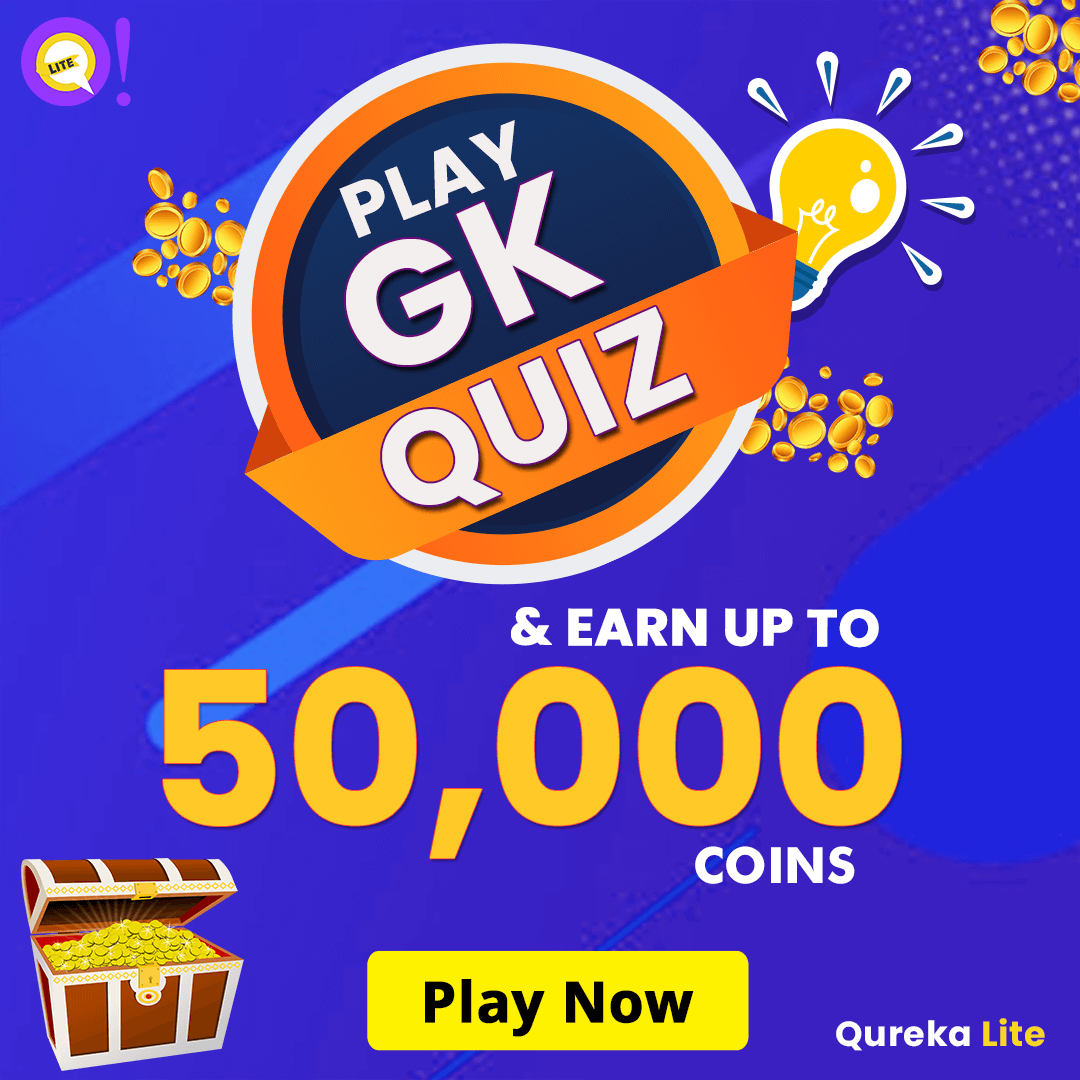 LITE
PLAY
GK
QUIZ
& EARN UP TO
50,000
COINS
Play Now
Qureka Lite